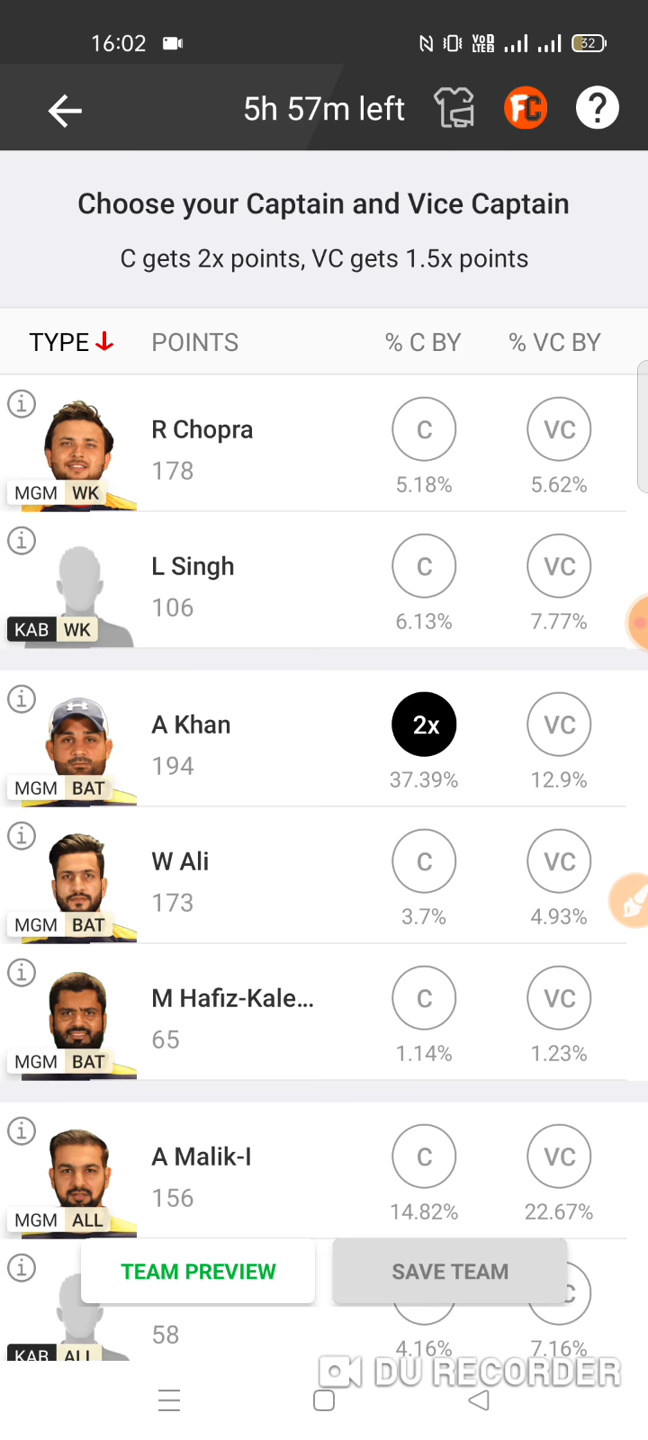 16:02 VoD LTE2 32
5h 57m left FC ?
Choose your Captain and Vice Captain
C gets 2x points, VC gets 1.5x points
TYPE POINTS % C BY % VC BY
R Chopra C VC
178 5.18% 5.62%
MGM WK
L Singh C VC
106 6.13% 7.77%
KAB WK
A Khan 2x VC
194 37.39% 12.9%
MGM BAT
W Ali C VC
173 3.7% 4.93%
MGM BAT
M Hafiz-Kale... C VC
65 1.14% 1.23%
MGM BAT
A Malik-I C VC
156 14.82% 22.67%
MGM ALL
TEAM PREVIEW SAVE TEAM
58 4.16% 7.16%
KAB ALL
DU RECORDER